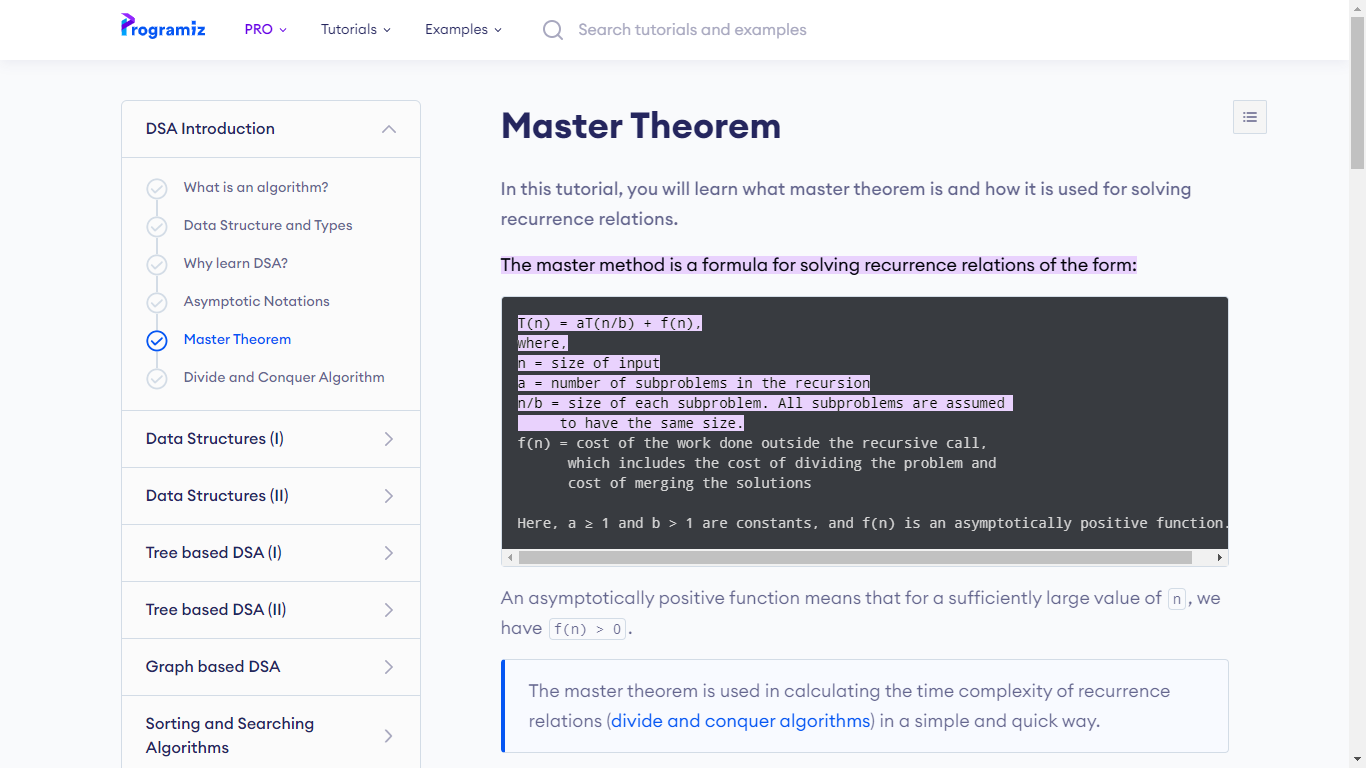 Programiz
PRO
Tutorials
Examples
Search tutorials and examples
DSA Introduction
What is an algorithm?
Data Structure and Types
Why learn DSA?
Asymptotic Notations
Master Theorem
Divide and Conquer Algorithm
Data Structures (I)
Data Structures (II)
Tree based DSA (I)
Tree based DSA (II)
Graph based DSA
Sorting and Searching
Algorithms
Master Theorem
In this tutorial, you will learn what master theorem is and how it is used for solving
recurrence relations.
The master method is a formula for solving recurrence relations of the form:
T(n) = aT(n/b) + f(n),
where,
n = size of input
a = number of subproblems in the recursion
n/b = size of each subproblem. All subproblems are assumed
to have the same size.
f(n) = cost of the work done outside the recursive call,
which includes the cost of dividing the problem and
cost of merging the solutions
Here, a ≥ 1 and b > 1 are constants, and f(n) is an asymptotically positive function.
An asymptotically positive function means that for a sufficiently large value of n, we
have f(n) > 0.
The master theorem is used in calculating the time complexity of recurrence
relations (divide and conquer algorithms) in a simple and quick way.